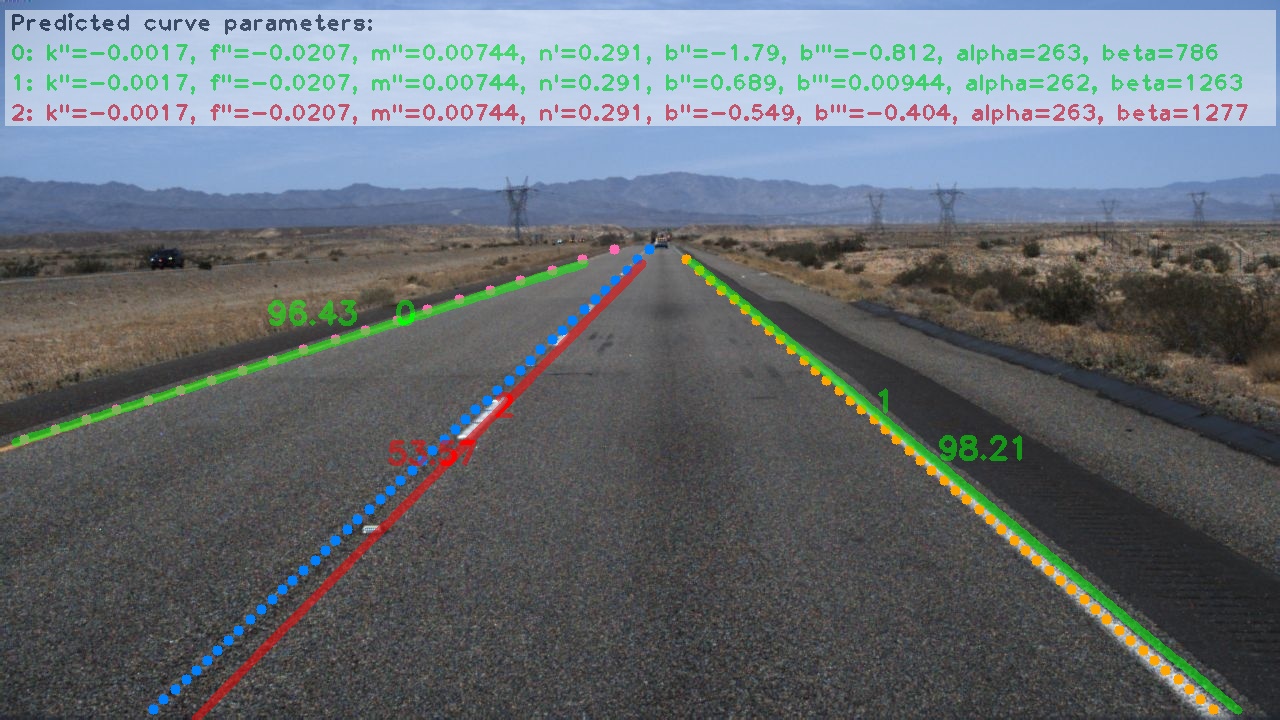 Predicted curve parameters:
0: k''=-0.0017, f''=-0.0207, m''=0.00744, n'=0.291, b''=-1.79, b'''=-0.812, alpha=263, beta=786
1: k''=-0.0017, f''=-0.0207, m''=0.00744, n'=0.291, b''=0.689, b'''=0.00944, alpha=262, beta=1263
2: k''=-0.0017, f''=-0.0207, m''=0.00744, n'=0.291, b''=-0.549, b'''=-0.404, alpha=263, beta=1277
96.43 0
1
98.21